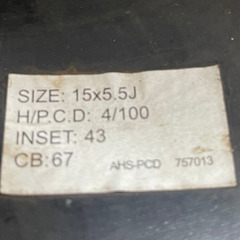 SIZE: 15x5.5J
H/P.C.D: 4/100
INSET: 43
CB: 67 AHS-PCD 757013